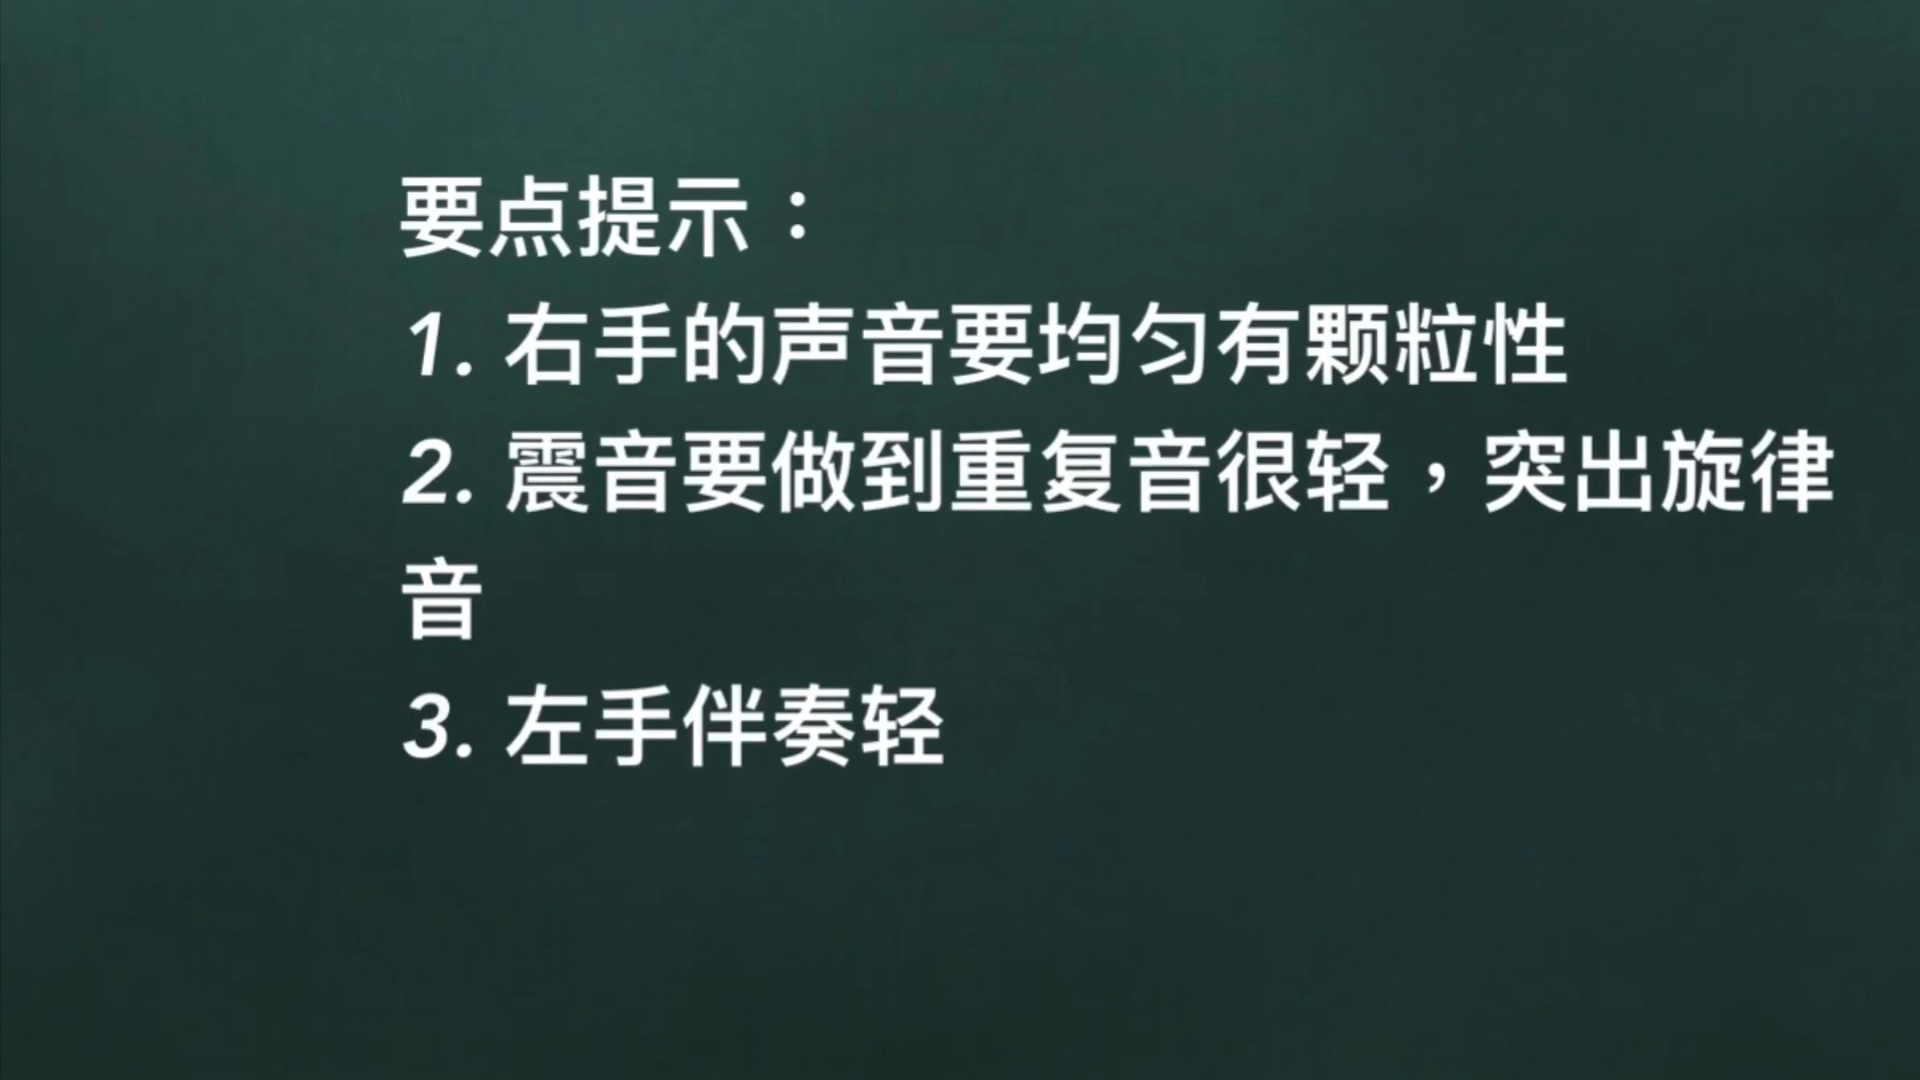 要点提示：
1. 右手的声音要均匀有颗粒性
2. 震音要做到重复音很轻，突出旋律
音
3. 左手伴奏轻